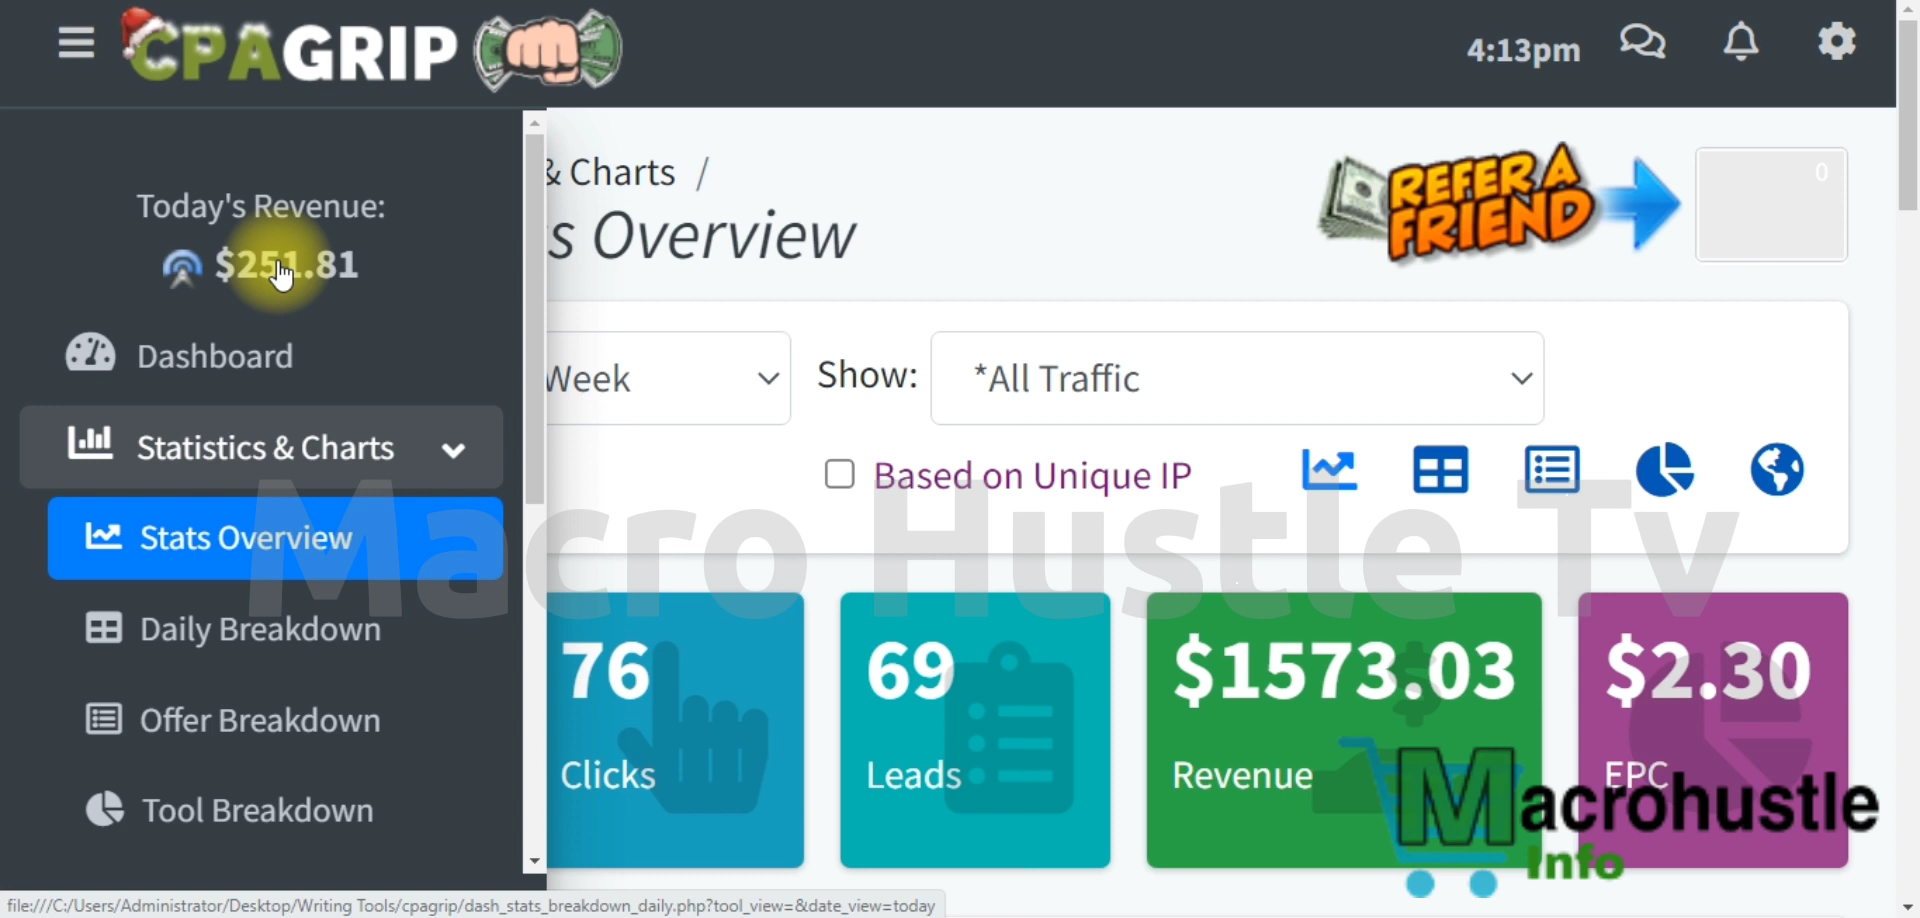 CPAGRIP
4:13pm
Today's Revenue:
$251.81
Dashboard
Statistics & Charts
Stats Overview
Daily Breakdown
Offer Breakdown
Tool Breakdown
& Charts /
s Overview
REFER A
FRIEND
0
Week
Show:
*All Traffic
Based on Unique IP
Macro Hustle Tv
76
Clicks
69
Leads
$1573.03
Revenue
$2.30
EPC
Macrohustle
Info
file:///C:/Users/Administrator/Desktop/Writing Tools/cpagrip/dash_stats_breakdown_daily.php?tool_view=&date_view=today